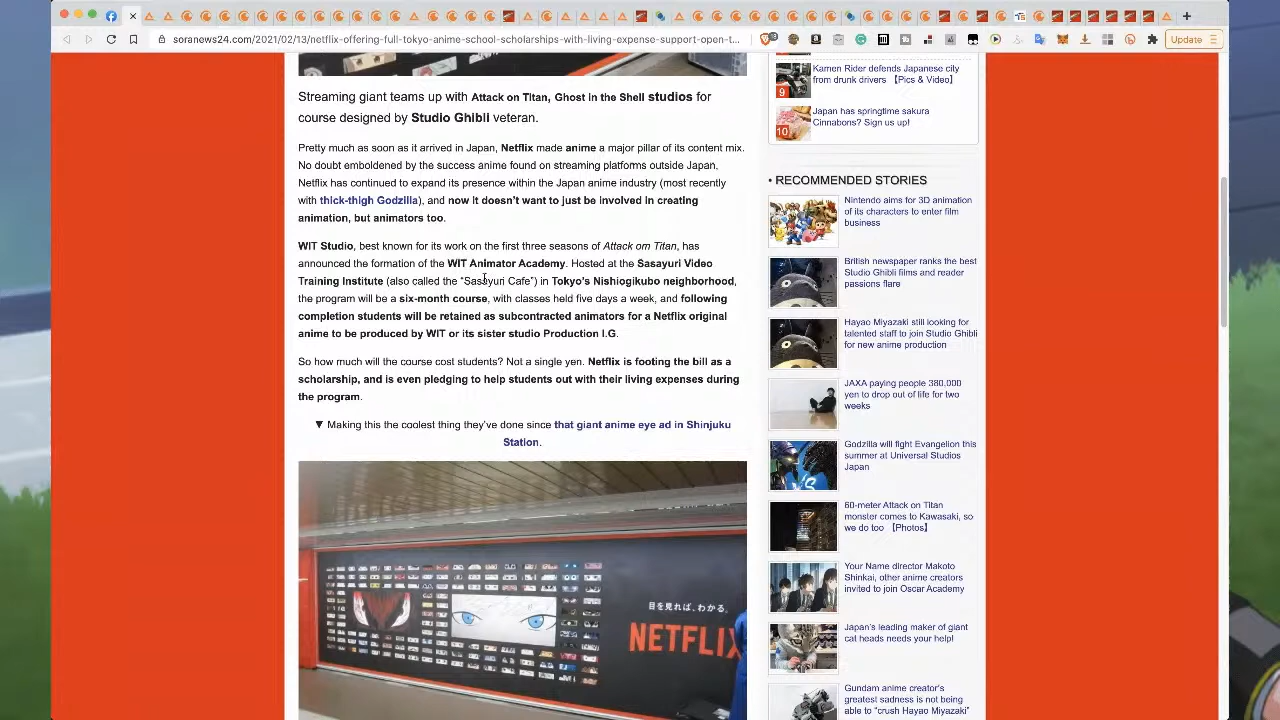 soranews24.com/2021/02/13/netflix-offering-full-tokyo-anime-school-scholarships-with-living-expense-support-open-t...
Update
Streaming giant teams up with Attack on Titan, Ghost in the Shell studios for
course designed by Studio Ghibli veteran.
Pretty much as soon as it arrived in Japan, Netflix made anime a major pillar of its content mix.
No doubt emboldened by the success anime found on streaming platforms outside Japan,
Netflix has continued to expand its presence within the Japan anime industry (most recently
with thick-thigh Godzilla), and now it doesn't want to just be involved in creating
animation, but animators too.
WIT Studio, best known for its work on the first three seasons of Attack om Titan, has
announced the formation of the WIT Animator Academy. Hosted at the Sasayuri Video
Training Institute (also called the "Sasayuri Cafe") in Tokyo's Nishiogikubo neighborhood,
the program will be a six-month course, with classes held five days a week, and following
completion students will be retained as subcontracted animators for a Netflix original
anime to be produced by WIT or its sister studio Production I.G.
So how much will the course cost students? Not a single yen. Netflix is footing the bill as a
scholarship, and is even pledging to help students out with their living expenses during
the program.
▼ Making this the coolest thing they've done since that giant anime eye ad in Shinjuku
Station.
目を見れば、わかる。
NETFLIX
9
Kamen Rider defends Japanese city
from drunk drivers 【Pics & Video】
10
Japan has springtime sakura
Cinnabons? Sign us up!
• RECOMMENDED STORIES
Nintendo aims for 3D animation
of its characters to enter film
business
British newspaper ranks the best
Studio Ghibli films and reader
passions flare
Hayao Miyazaki still looking for
talented staff to join Studio Ghibli
for new anime production
JAXA paying people 380,000
yen to drop out of life for two
weeks
Godzilla will fight Evangelion this
summer at Universal Studios
Japan
60-meter Attack on Titan
monster comes to Kawasaki, so
we do too 【Photos】
Your Name director Makoto
Shinkai, other anime creators
invited to join Oscar Academy
Japan's leading maker of giant
cat heads needs your help!
Gundam anime creator's
greatest sadness is not being
able to "crush Hayao Miyazaki"